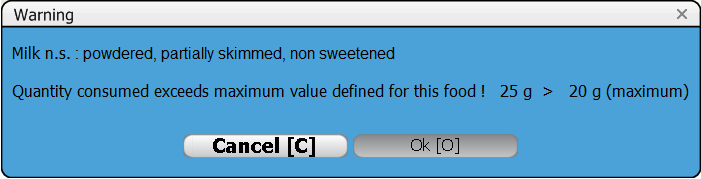 Warning
Milk n.s. : powdered, partially skimmed, non sweetened
Quantity consumed exceeds maximum value defined for this food ! 25 g > 20 g (maximum)
Cancel [C] Ok [O]